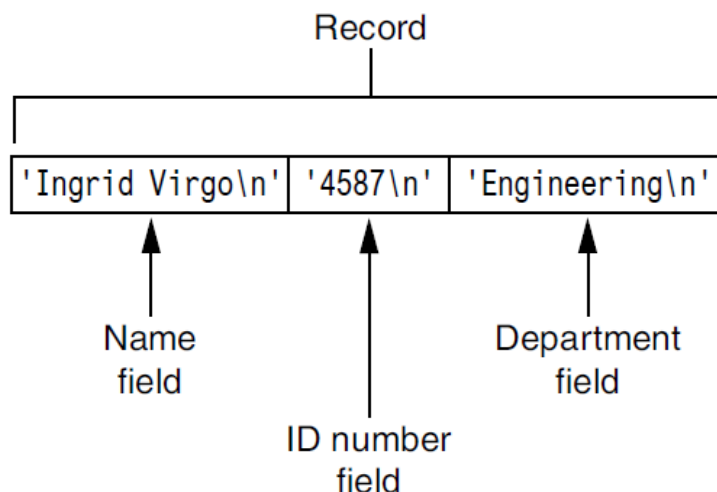 Record
'Ingrid Virgo\n' '4587\n' 'Engineering\n'
Name
field
Department
field
ID number
field